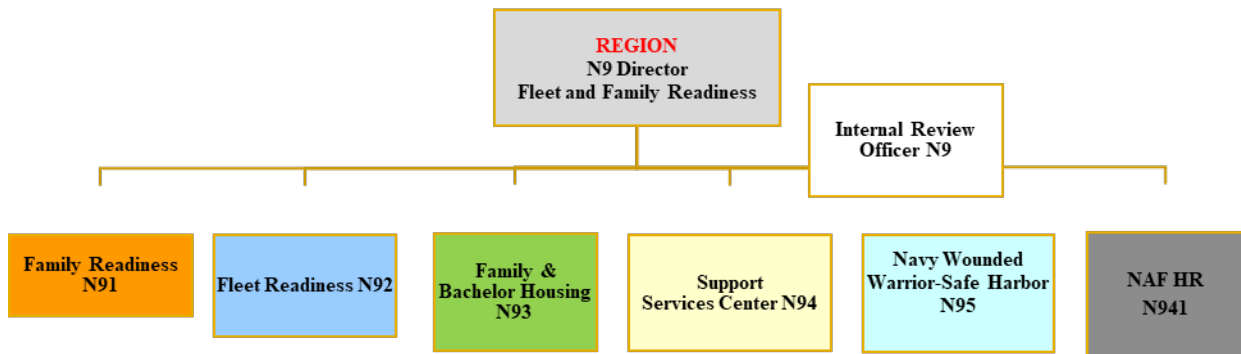 REGION
N9 Director
Fleet and Family Readiness
Internal Review
Officer N9
Family Readiness
N91
Fleet Readiness N92
Family &
Bachelor Housing
N93
Support
Services Center N94
Navy Wounded
Warrior-Safe Harbor
N95
NAF HR
N941